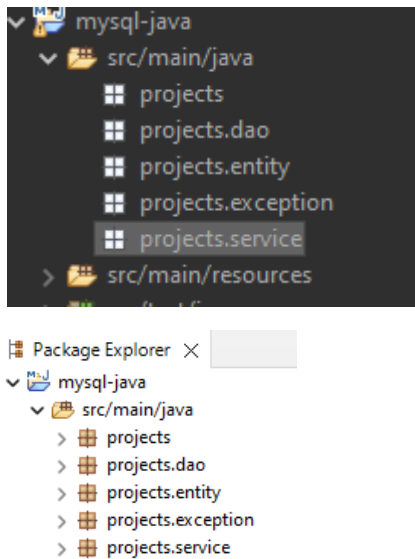 mysql-java
src/main/java
projects
projects.dao
projects.entity
projects.exception
projects.service
src/main/resources
Package Explorer
mysql-java
src/main/java
projects
projects.dao
projects.entity
projects.exception
projects.service